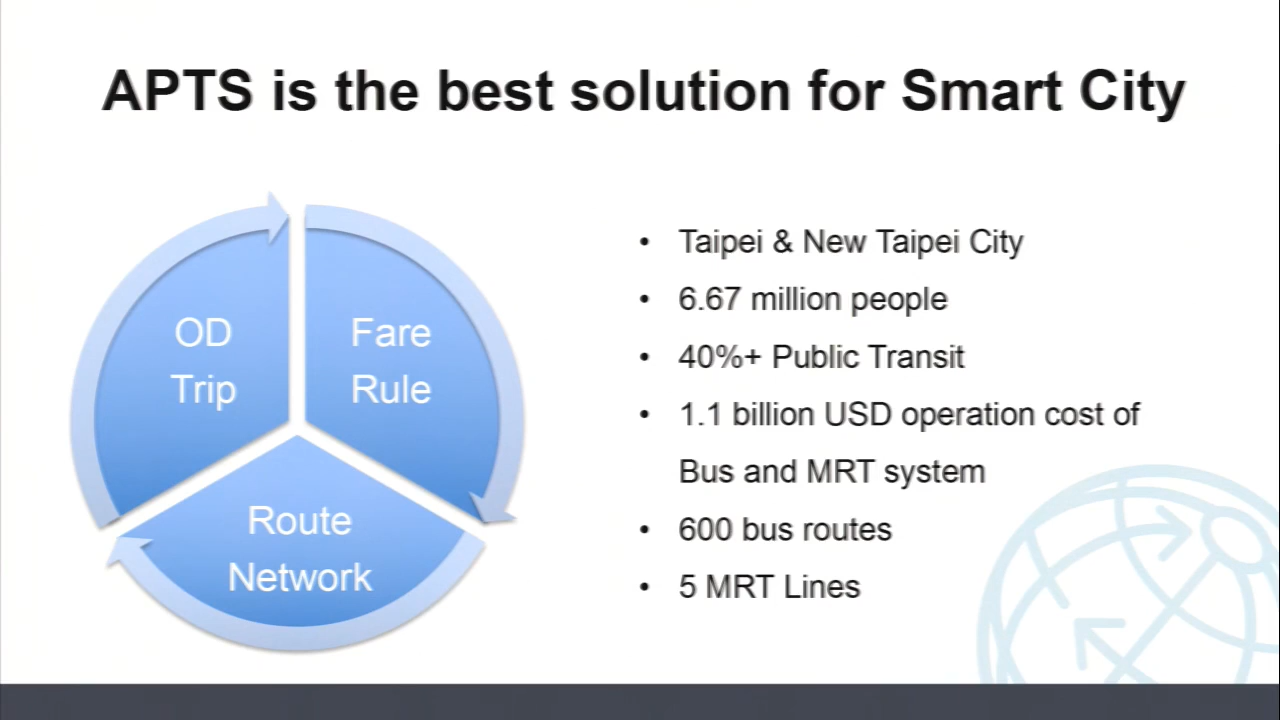 APTS is the best solution for Smart City
OD
Trip
Fare
Rule
Route
Network
• Taipei & New Taipei City
• 6.67 million people
• 40%+ Public Transit
• 1.1 billion USD operation cost of
Bus and MRT system
• 600 bus routes
• 5 MRT Lines